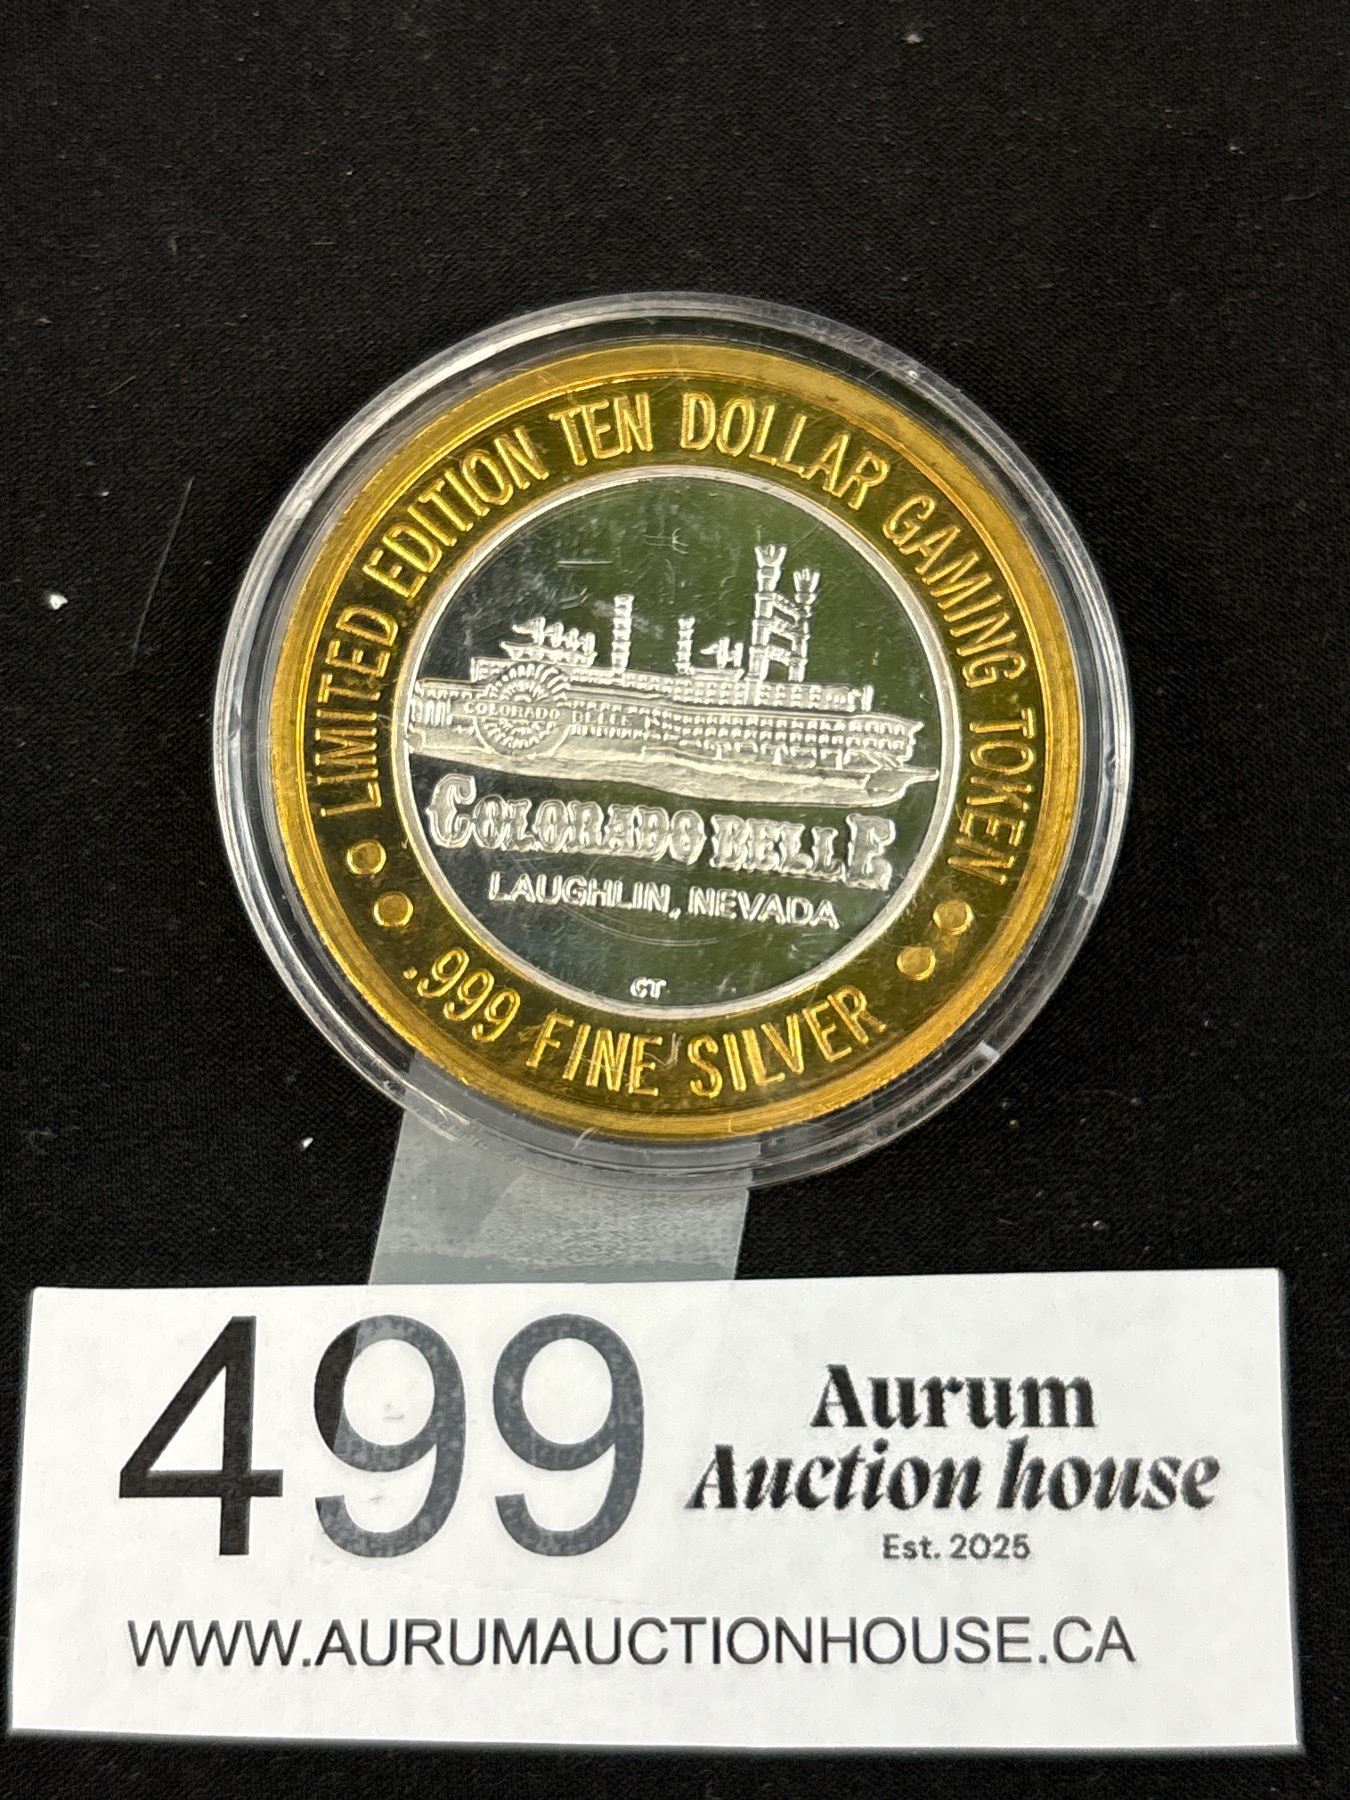 LIMITED EDITION TEN DOLLAR GAMING TOKEN
COLORADO BELLE
COLORADO BELLE
LAUGHLIN, NEVADA
CT
.999 FINE SILVER
499
Aurum
Auction house
Est. 2025
WWW.AURUMAUCTIONHOUSE.CA